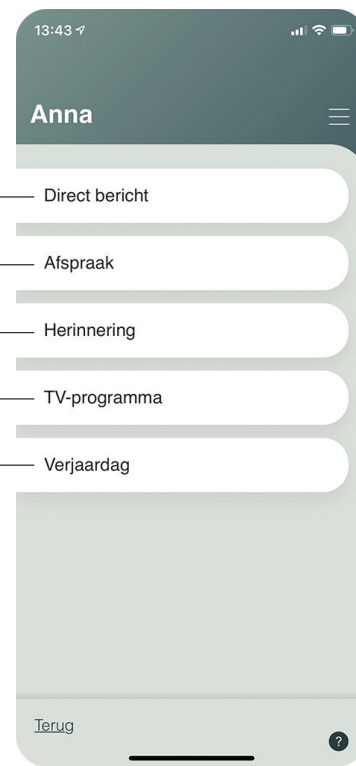 13:43
Anna
Direct bericht
Afspraak
Herinnering
TV-programma
Verjaardag
Terug
?